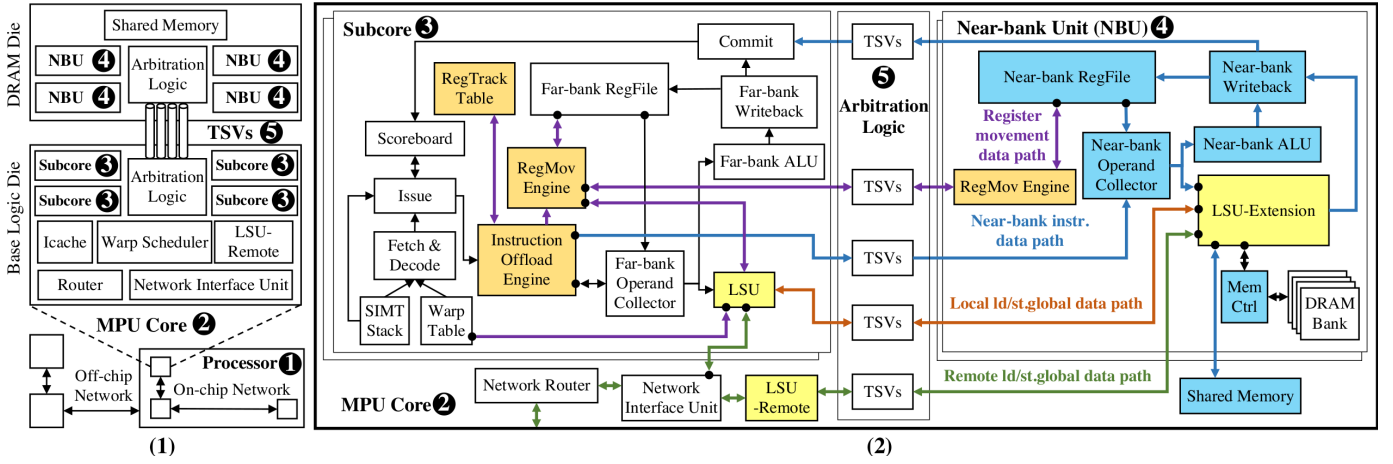 DRAM Die
Shared Memory
NBU 4
NBU 4
Arbitration
Logic
NBU 4
NBU 4
TSVs 5
Base Logic Die
Subcore 3
Subcore 3
Arbitration
Logic
Subcore 3
Subcore 3
Icache
Warp Scheduler
LSU-
Remote
Router
Network Interface Unit
MPU Core 2
Processor 1
Off-chip
Network
On-chip Network
(1)
Subcore 3
Commit
RegTrack
Table
Far-bank RegFile
Far-bank
Writeback
Scoreboard
RegMov
Engine
Far-bank ALU
Issue
Fetch &
Decode
Instruction
Offload
Engine
Far-bank
Operand
Collector
LSU
SIMT
Stack
Warp
Table
MPU Core 2
Network Router
Network
Interface Unit
LSU
-Remote
TSVs
5
Arbitration
Logic
TSVs
TSVs
TSVs
TSVs
Near-bank Unit (NBU) 4
Near-bank RegFile
Near-bank
Writeback
Register
movement
data path
Near-bank
Operand
Collector
Near-bank ALU
RegMov Engine
LSU-Extension
Near-bank instr.
data path
Mem
Ctrl
DRAM
Bank
Local ld/st.global data path
Remote ld/st.global data path
Shared Memory
(2)